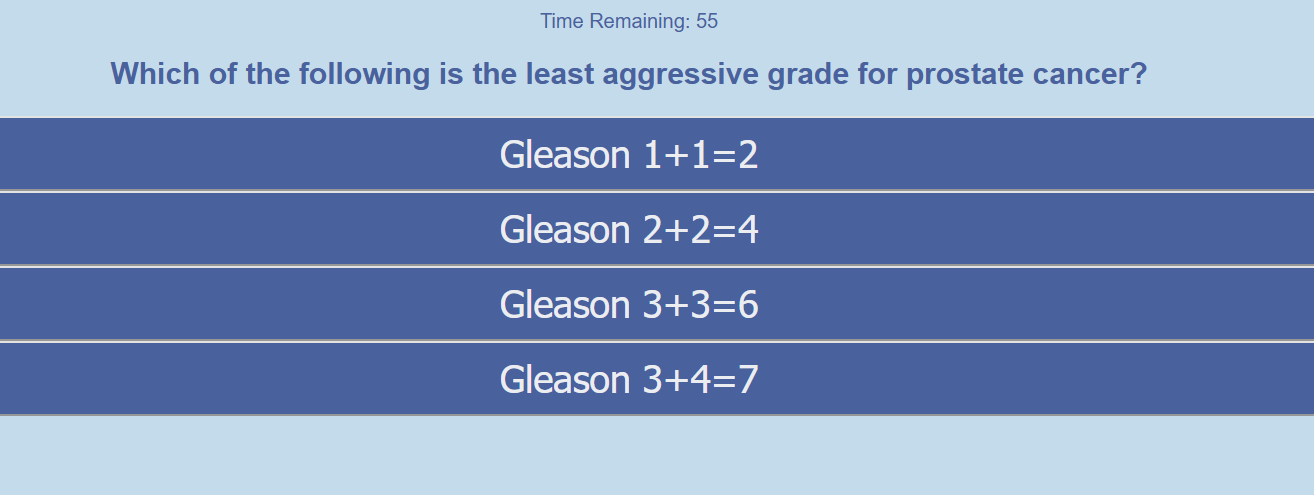 Time Remaining: 55
Which of the following is the least aggressive grade for prostate cancer?
Gleason 1+1=2
Gleason 2+2=4
Gleason 3+3=6
Gleason 3+4=7